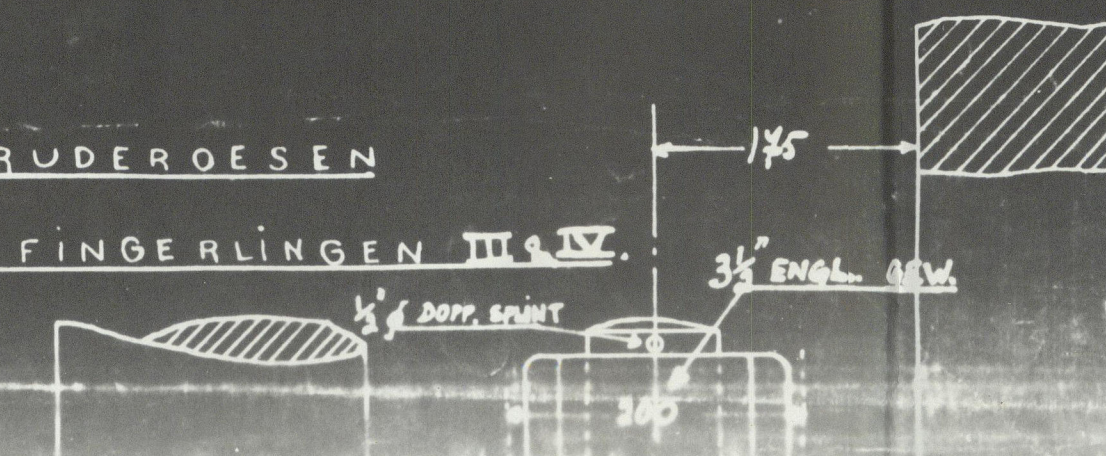 RUDEROESEN
175
FINGERLINGEN III & IV.
3½" ENGL. GEW.
½" ϕ DOPP. SPLINT
200